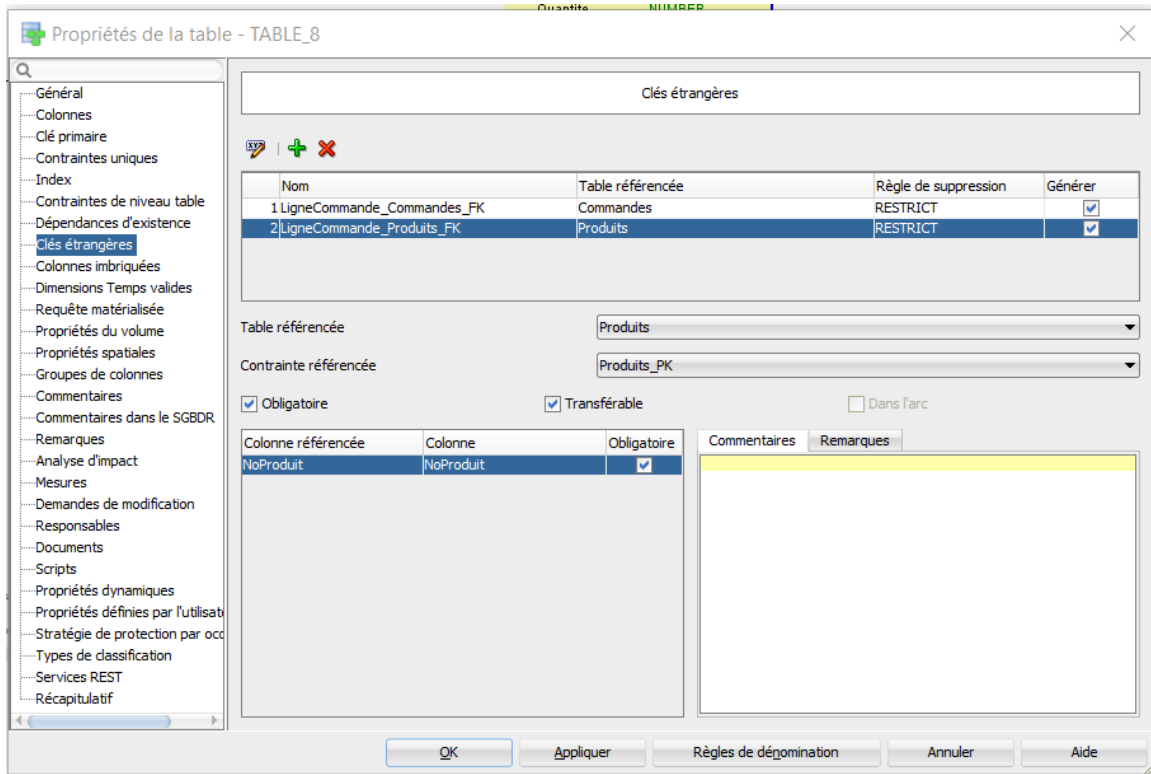 Quantite NUMBER
Propriétés de la table - TABLE_8
Général
Colonnes
Clé primaire
Contraintes uniques
Index
Contraintes de niveau table
Dépendances d'existence
Clés étrangères
Colonnes imbriquées
Dimensions Temps valides
Requête matérialisée
Propriétés du volume
Propriétés spatiales
Groupes de colonnes
Commentaires
Commentaires dans le SGBDR
Remarques
Analyse d'impact
Mesures
Demandes de modification
Responsables
Documents
Scripts
Propriétés dynamiques
Propriétés définies par l'utilisat
Stratégie de protection par occ
Types de classification
Services REST
Récapitulatif
Clés étrangères
Nom Table référencée Règle de suppression Générer
1 LigneCommande_Commandes_FK Commandes RESTRICT
2 LigneCommande_Produits_FK Produits RESTRICT
Table référencée Produits
Contrainte référencée Produits_PK
Obligatoire Transférable Dans l'arc
Colonne référencée Colonne Obligatoire
NoProduit NoProduit
Commentaires Remarques
OK Appliquer Règles de dénomination Annuler Aide